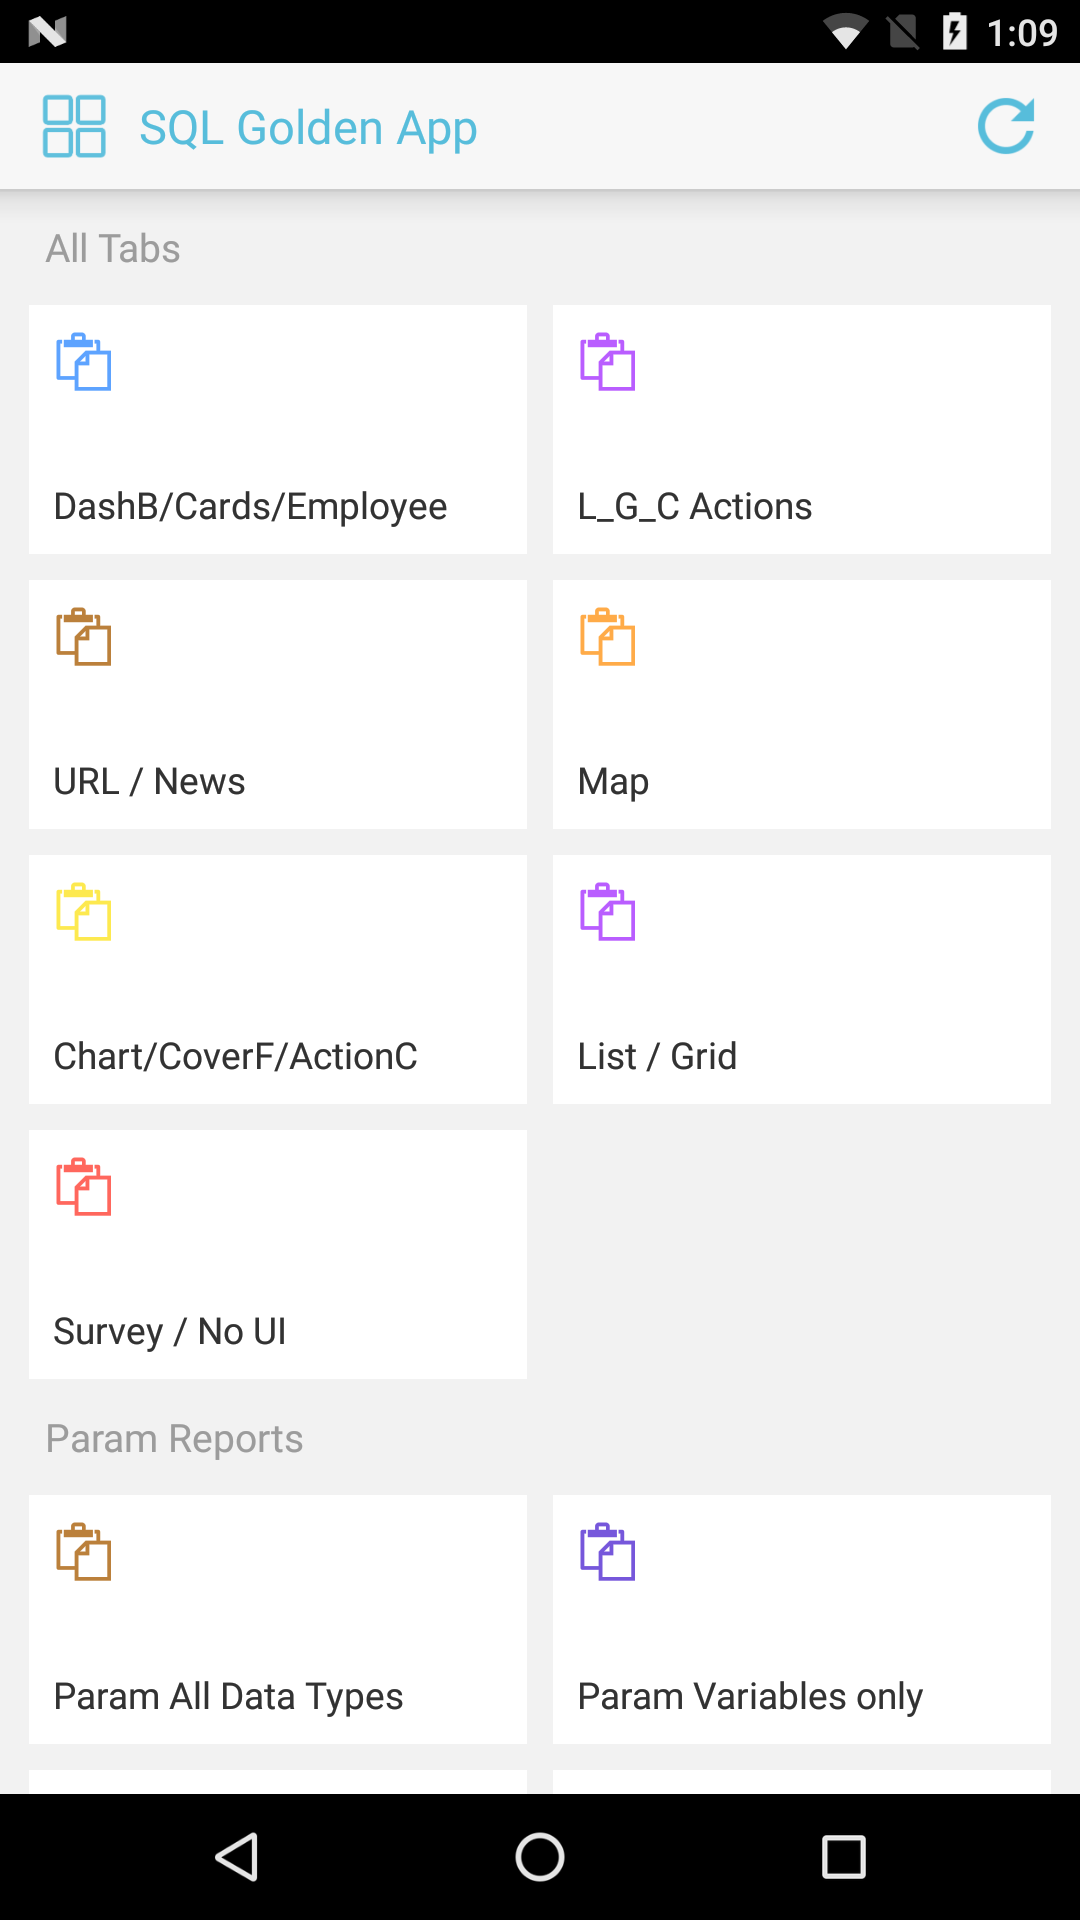 1:09
SQL Golden App
All Tabs
DashB/Cards/Employee
L_G_C Actions
URL / News
Map
Chart/CoverF/ActionC
List / Grid
Survey / No UI
Param Reports
Param All Data Types
Param Variables only